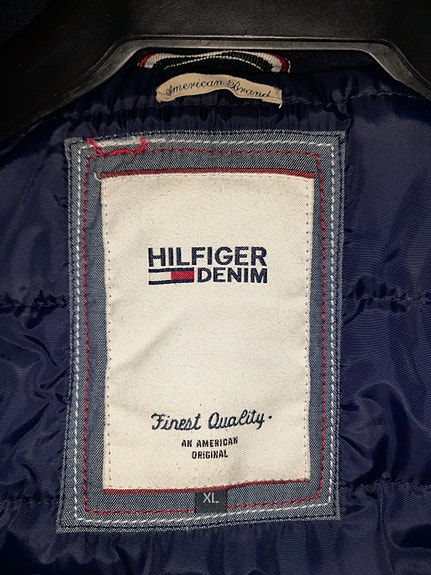 American Brand
HILFIGER
DENIM
Finest Quality.
AN AMERICAN
ORIGINAL
XL